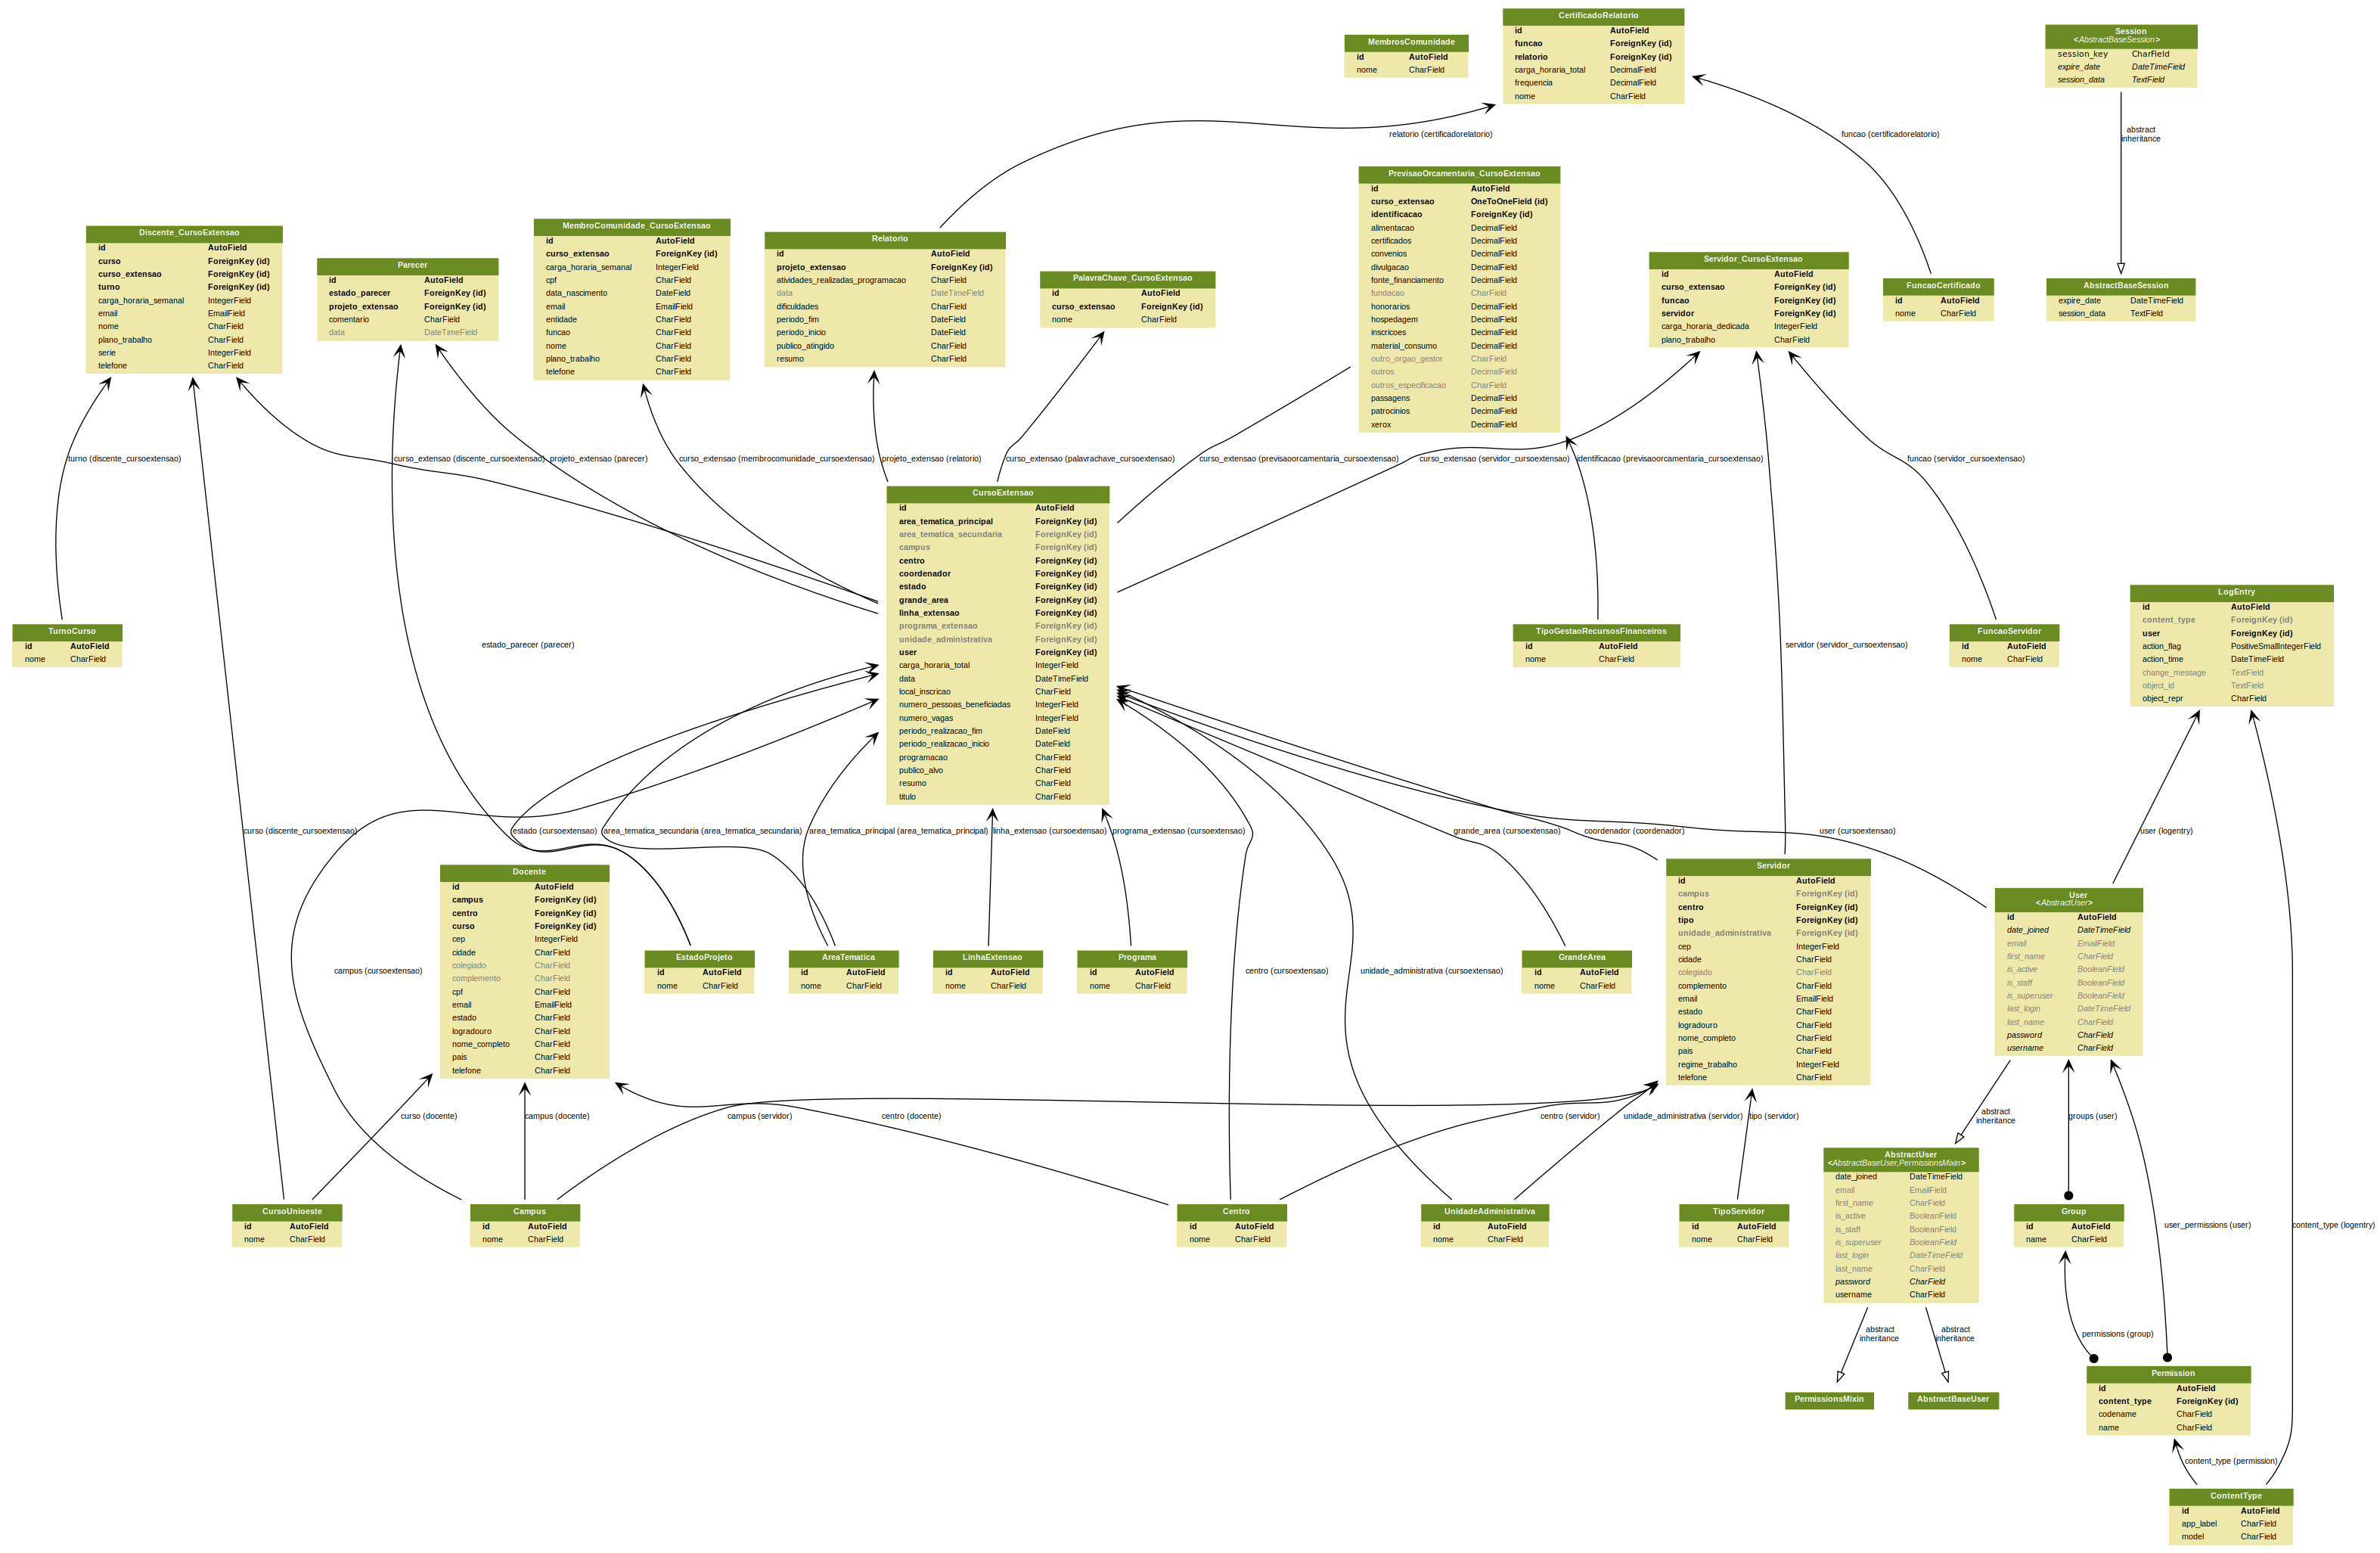 CertificadoRelatorio
id AutoField
funcao ForeignKey (id)
relatorio ForeignKey (id)
carga_horaria_total DecimalField
frequencia DecimalField
nome CharField
MembrosComunidade
id AutoField
nome CharField
Session
<AbstractBaseSession>
session_key CharField
expire_date DateTimeField
session_data TextField
relatorio (certificadorelatorio)
funcao (certificadorelatorio)
abstract
inheritance
Discente_CursoExtensao
id AutoField
curso ForeignKey (id)
curso_extensao ForeignKey (id)
turno ForeignKey (id)
carga_horaria_semanal IntegerField
email EmailField
nome CharField
plano_trabalho CharField
serie IntegerField
telefone CharField
Parecer
id AutoField
estado_parecer ForeignKey (id)
projeto_extensao ForeignKey (id)
comentario CharField
data DateTimeField
MembroComunidade_CursoExtensao
id AutoField
curso_extensao ForeignKey (id)
carga_horaria_semanal IntegerField
cpf CharField
data_nascimento DateField
email EmailField
entidade CharField
funcao CharField
nome CharField
plano_trabalho CharField
telefone CharField
Relatorio
id AutoField
projeto_extensao ForeignKey (id)
atividades_realizadas_programacao CharField
data DateTimeField
dificuldades CharField
periodo_fim DateField
periodo_inicio DateField
publico_atingido CharField
resumo CharField
PalavraChave_CursoExtensao
id AutoField
curso_extensao ForeignKey (id)
nome CharField
PrevisaoOrcamentaria_CursoExtensao
id AutoField
curso_extensao OneToOneField (id)
identificacao ForeignKey (id)
alimentacao DecimalField
certificados DecimalField
convenios DecimalField
divulgacao DecimalField
fonte_financiamento DecimalField
fundacao CharField
honorarios DecimalField
hospedagem DecimalField
inscricoes DecimalField
material_consumo DecimalField
outro_orgao_gestor CharField
outros DecimalField
outros_especificacao CharField
passagens DecimalField
patrocinios DecimalField
xerox DecimalField
Servidor_CursoExtensao
id AutoField
curso_extensao ForeignKey (id)
funcao ForeignKey (id)
servidor ForeignKey (id)
carga_horaria_dedicada IntegerField
plano_trabalho CharField
FuncaoCertificado
id AutoField
nome CharField
AbstractBaseSession
expire_date DateTimeField
session_data TextField
turno (discente_cursoextensao)
curso_extensao (discente_cursoextensao)
projeto_extensao (parecer)
curso_extensao (membrocomunidade_cursoextensao)
projeto_extensao (relatorio)
curso_extensao (palavrachave_cursoextensao)
curso_extensao (previsaoorcamentaria_cursoextensao)
curso_extensao (servidor_cursoextensao)
identificacao (previsaoorcamentaria_cursoextensao)
funcao (servidor_cursoextensao)
CursoExtensao
id AutoField
area_tematica_principal ForeignKey (id)
area_tematica_secundaria ForeignKey (id)
campus ForeignKey (id)
centro ForeignKey (id)
coordenador ForeignKey (id)
estado ForeignKey (id)
grande_area ForeignKey (id)
linha_extensao ForeignKey (id)
programa_extensao ForeignKey (id)
unidade_administrativa ForeignKey (id)
user ForeignKey (id)
carga_horaria_total IntegerField
data DateTimeField
local_inscricao CharField
numero_pessoas_beneficiadas IntegerField
numero_vagas IntegerField
periodo_realizacao_fim DateField
periodo_realizacao_inicio DateField
programacao CharField
publico_alvo CharField
resumo CharField
titulo CharField
TurnoCurso
id AutoField
nome CharField
estado_parecer (parecer)
TipoGestaoRecursosFinanceiros
id AutoField
nome CharField
servidor (servidor_cursoextensao)
FuncaoServidor
id AutoField
nome CharField
LogEntry
id AutoField
content_type ForeignKey (id)
user ForeignKey (id)
action_flag PositiveSmallIntegerField
action_time DateTimeField
change_message TextField
object_id TextField
object_repr CharField
curso (discente_cursoextensao)
estado (cursoextensao)
area_tematica_secundaria (area_tematica_secundaria)
area_tematica_principal (area_tematica_principal)
linha_extensao (cursoextensao)
programa_extensao (cursoextensao)
grande_area (cursoextensao)
coordenador (coordenador)
user (cursoextensao)
user (logentry)
Docente
id AutoField
campus ForeignKey (id)
centro ForeignKey (id)
curso ForeignKey (id)
cep IntegerField
cidade CharField
colegiado CharField
complemento CharField
cpf CharField
email EmailField
estado CharField
logradouro CharField
nome_completo CharField
pais CharField
telefone CharField
campus (cursoextensao)
EstadoProjeto
id AutoField
nome CharField
AreaTematica
id AutoField
nome CharField
LinhaExtensao
id AutoField
nome CharField
Programa
id AutoField
nome CharField
centro (cursoextensao)
unidade_administrativa (cursoextensao)
GrandeArea
id AutoField
nome CharField
Servidor
id AutoField
campus ForeignKey (id)
centro ForeignKey (id)
tipo ForeignKey (id)
unidade_administrativa ForeignKey (id)
cep IntegerField
cidade CharField
colegiado CharField
complemento CharField
email EmailField
estado CharField
logradouro CharField
nome_completo CharField
pais CharField
regime_trabalho IntegerField
telefone CharField
User
<AbstractUser>
id AutoField
date_joined DateTimeField
email EmailField
first_name CharField
is_active BooleanField
is_staff BooleanField
is_superuser BooleanField
last_login DateTimeField
last_name CharField
password CharField
username CharField
curso (docente)
campus (docente)
campus (servidor)
centro (docente)
centro (servidor)
unidade_administrativa (servidor)
tipo (servidor)
abstract
inheritance
groups (user)
CursoUnioeste
id AutoField
nome CharField
Campus
id AutoField
nome CharField
Centro
id AutoField
nome CharField
UnidadeAdministrativa
id AutoField
nome CharField
TipoServidor
id AutoField
nome CharField
AbstractUser
<AbstractBaseUser,PermissionsMixin>
date_joined DateTimeField
email EmailField
first_name CharField
is_active BooleanField
is_staff BooleanField
is_superuser BooleanField
last_login DateTimeField
last_name CharField
password CharField
username CharField
Group
id AutoField
name CharField
user_permissions (user)
content_type (logentry)
abstract
inheritance
abstract
inheritance
permissions (group)
PermissionsMixin
AbstractBaseUser
Permission
id AutoField
content_type ForeignKey (id)
codename CharField
name CharField
content_type (permission)
ContentType
id AutoField
app_label CharField
model CharField